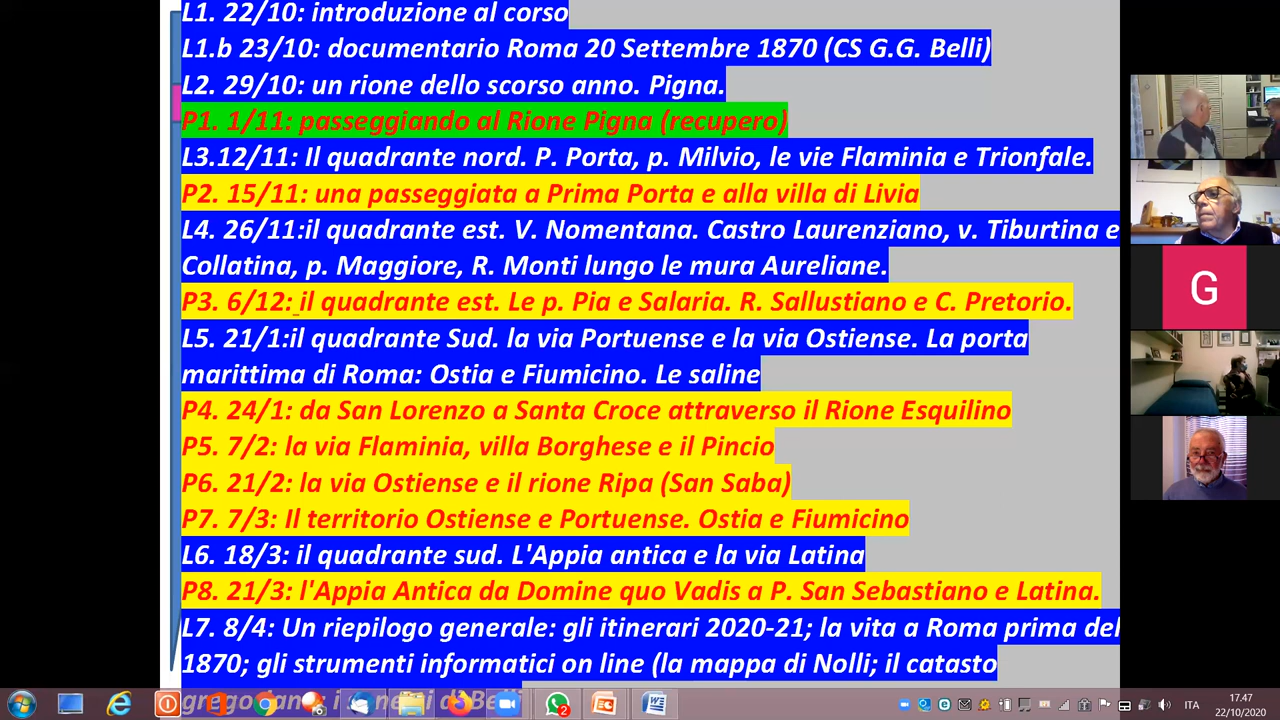 L1. 22/10: introduzione al corso
L1.b 23/10: documentario Roma 20 Settembre 1870 (CS G.G. Belli)
L2. 29/10: un rione dello scorso anno. Pigna.
P1. 1/11: passeggiando al Rione Pigna (recupero)
L3.12/11: Il quadrante nord. P. Porta, p. Milvio, le vie Flaminia e Trionfale.
P2. 15/11: una passeggiata a Prima Porta e alla villa di Livia
L4. 26/11:il quadrante est. V. Nomentana. Castro Laurenziano, v. Tiburtina e
Collatina, p. Maggiore, R. Monti lungo le mura Aureliane.
P3. 6/12: il quadrante est. Le p. Pia e Salaria. R. Sallustiano e C. Pretorio.
L5. 21/1:il quadrante Sud. la via Portuense e la via Ostiense. La porta
marittima di Roma: Ostia e Fiumicino. Le saline
P4. 24/1: da San Lorenzo a Santa Croce attraverso il Rione Esquilino
P5. 7/2: la via Flaminia, villa Borghese e il Pincio
P6. 21/2: la via Ostiense e il rione Ripa (San Saba)
P7. 7/3: Il territorio Ostiense e Portuense. Ostia e Fiumicino
L6. 18/3: il quadrante sud. L'Appia antica e la via Latina
P8. 21/3: l'Appia Antica da Domine quo Vadis a P. San Sebastiano e Latina.
L7. 8/4: Un riepilogo generale: gli itinerari 2020-21; la vita a Roma prima del
1870; gli strumenti informatici on line (la mappa di Nolli; il catasto
G
2
ITA
17.47
22/10/2020